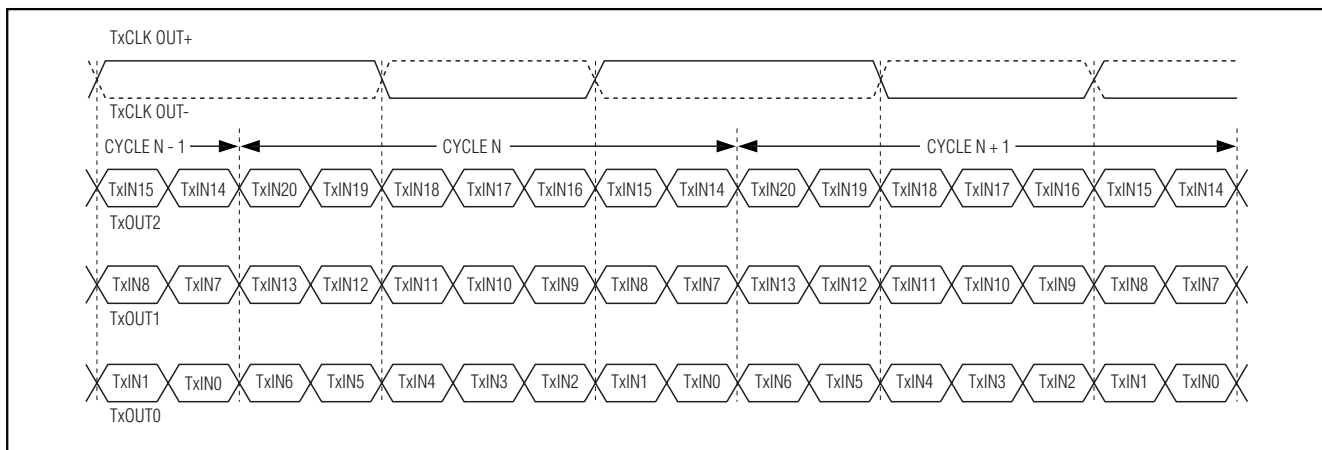 TxCLK OUT+
TxCLK OUT-
CYCLE N - 1 CYCLE N CYCLE N + 1
TxIN15 TxIN14 TxIN20 TxIN19 TxIN18 TxIN17 TxIN16 TxIN15 TxIN14 TxIN20 TxIN19 TxIN18 TxIN17 TxIN16 TxIN15 TxIN14
TxOUT2
TxIN8 TxIN7 TxIN13 TxIN12 TxIN11 TxIN10 TxIN9 TxIN8 TxIN7 TxIN13 TxIN12 TxIN11 TxIN10 TxIN9 TxIN8 TxIN7
TxOUT1
TxIN1 TxIN0 TxIN6 TxIN5 TxIN4 TxIN3 TxIN2 TxIN1 TxIN0 TxIN6 TxIN5 TxIN4 TxIN3 TxIN2 TxIN1 TxIN0
TxOUT0